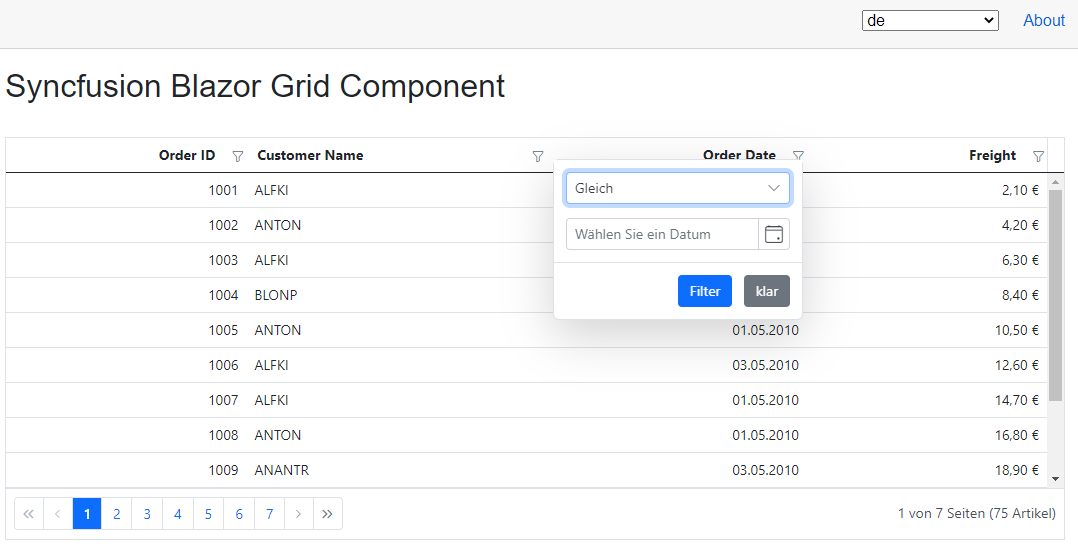 de About
Syncfusion Blazor Grid Component
Order ID Customer Name Order Date Freight
1001 ALFKI 2,10 €
1002 ANTON 4,20 €
1003 ALFKI 6,30 €
1004 BLONP 8,40 €
Gleich
Wählen Sie ein Datum
Filter klar
1005 ANTON 01.05.2010 10,50 €
1006 ALFKI 03.05.2010 12,60 €
1007 ALFKI 01.05.2010 14,70 €
1008 ANTON 01.05.2010 16,80 €
1009 ANANTR 03.05.2010 18,90 €
1 2 3 4 5 6 7 1 von 7 Seiten (75 Artikel)